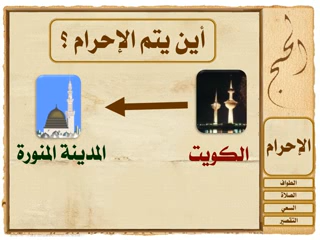 الحج
أين يتم الإحرام ؟
الكويت
المدينة المنورة
الإحرام
الطواف
الصلاة
السعي
التقصير